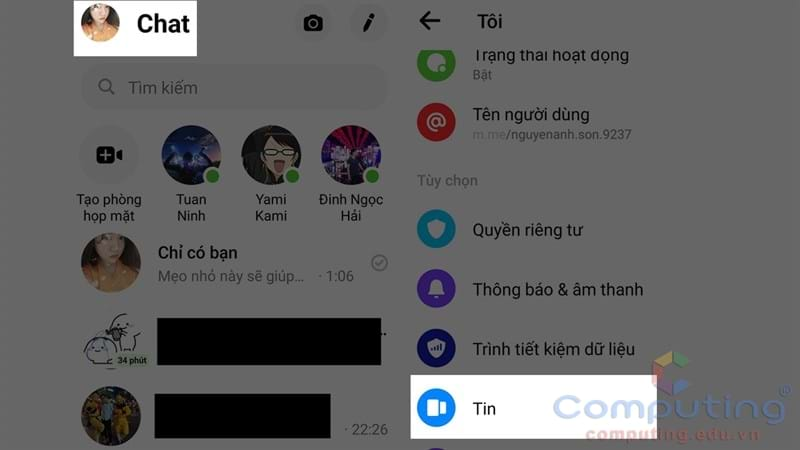 Chat
Tìm kiếm
Tạo phòng
họp mặt
Tuan
Ninh
Yami
Kami
Đinh Ngọc
Hải
Chỉ có bạn
Mẹo nhỏ này sẽ giúp... · 1:06
34 phút
· 22:26
Tôi
Trạng thái hoạt động
Bật
Tên người dùng
m.me/nguyenanh.son.9237
Tùy chọn
Quyền riêng tư
Thông báo & âm thanh
Trình tiết kiệm dữ liệu
Tin
Computing®
computing.edu.vn